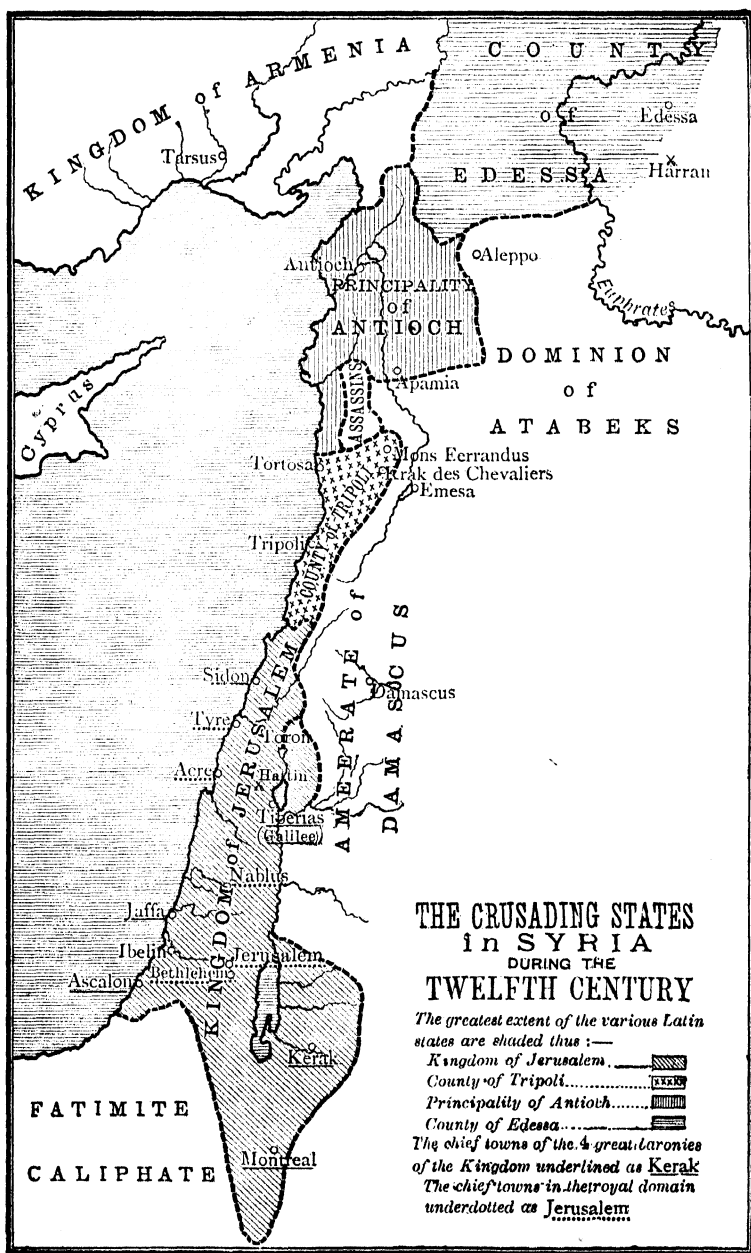 KINGDOM of ARMENIA
COUNTY
of
EDESSA
Edessa
Harran
Tarsus
Antioch
Aleppo
PRINCIPALITY
of
ANTIOCH
Euphrates
DOMINION
of
ATABEKS
Apamia
ASSASSINS
Cyprus
Tortosa
Mons Ferrandus
Krak des Chevaliers
Emesa
COUNTY of TRIPOLI
Tripoli
AMEERATE of
DAMASCUS
Sidon
Damascus
Tyre
Toron
KINGDOM of JERUSALEM
Acre
Hattin
Tiberias
(Galilee)
Nablus
Jaffa
Ibelin
Jerusalem
Bethlehem
Ascalon
Kerak
Montreal
FATIMITE
CALIPHATE
THE CRUSADING STATES
in SYRIA
DURING THE
TWELFTH CENTURY
The greatest extent of the various Latin
states are shaded thus :—
Kingdom of Jerusalem
County of Tripoli
Principality of Antioch
County of Edessa
The chief towns of the 4 great baronies
of the Kingdom underlined as Kerak
The chief towns in the royal domain
underdotted as Jerusalem